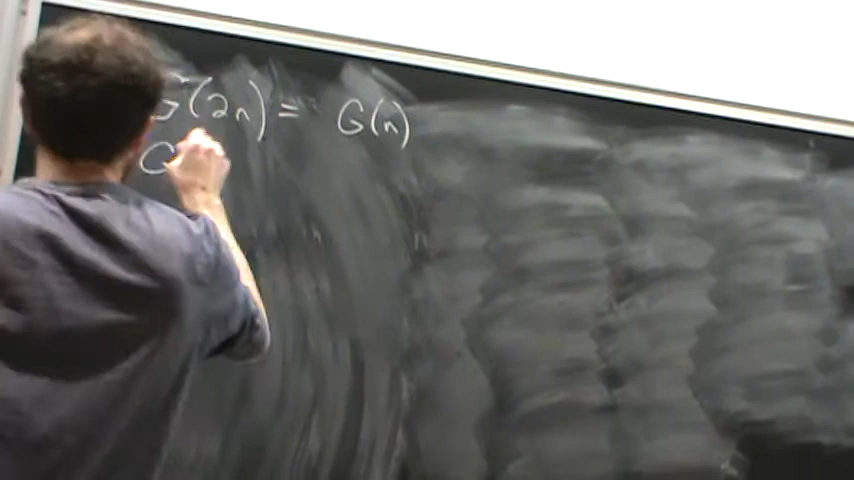 G(2n) = G(n)
G